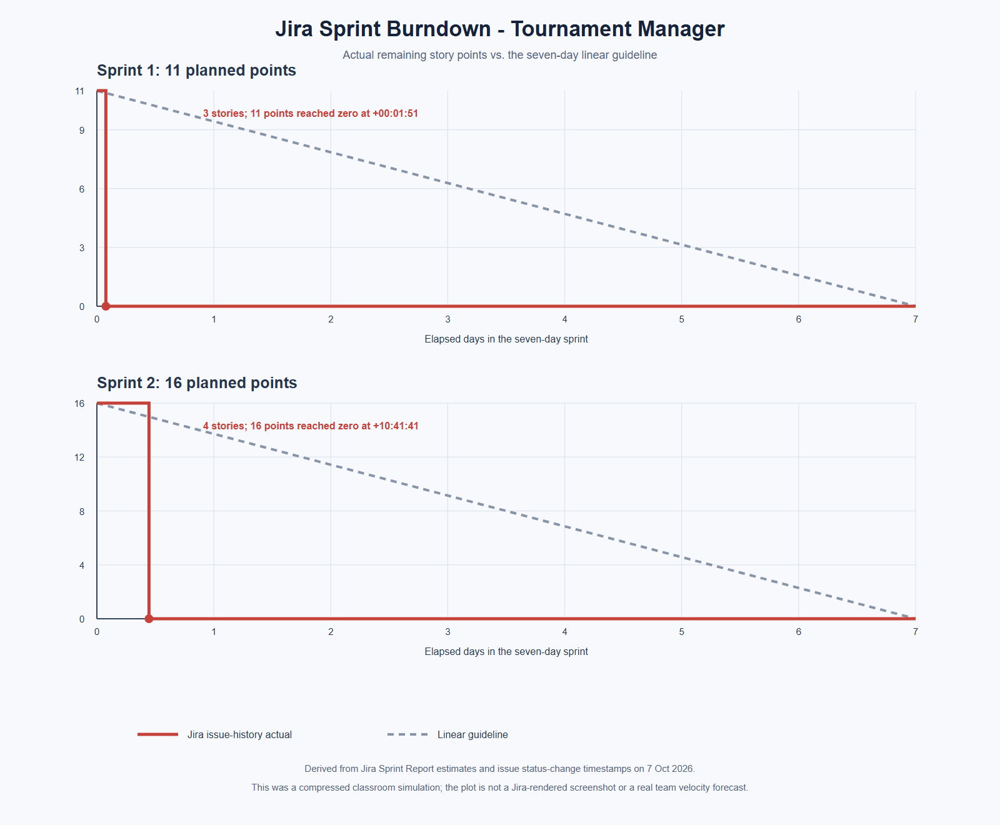 Jira Sprint Burndown - Tournament Manager
Actual remaining story points vs. the seven-day linear guideline
Sprint 1: 11 planned points
11
3 stories; 11 points reached zero at +00:01:51
9
6
3
0
0 1 2 3 4 5 6 7
Elapsed days in the seven-day sprint
Sprint 2: 16 planned points
16
4 stories; 16 points reached zero at +10:41:41
12
8
4
0
0 1 2 3 4 5 6 7
Elapsed days in the seven-day sprint
Jira issue-history actual Linear guideline
Derived from Jira Sprint Report estimates and issue status-change timestamps on 7 Oct 2026.
This was a compressed classroom simulation; the plot is not a Jira-rendered screenshot or a real team velocity forecast.